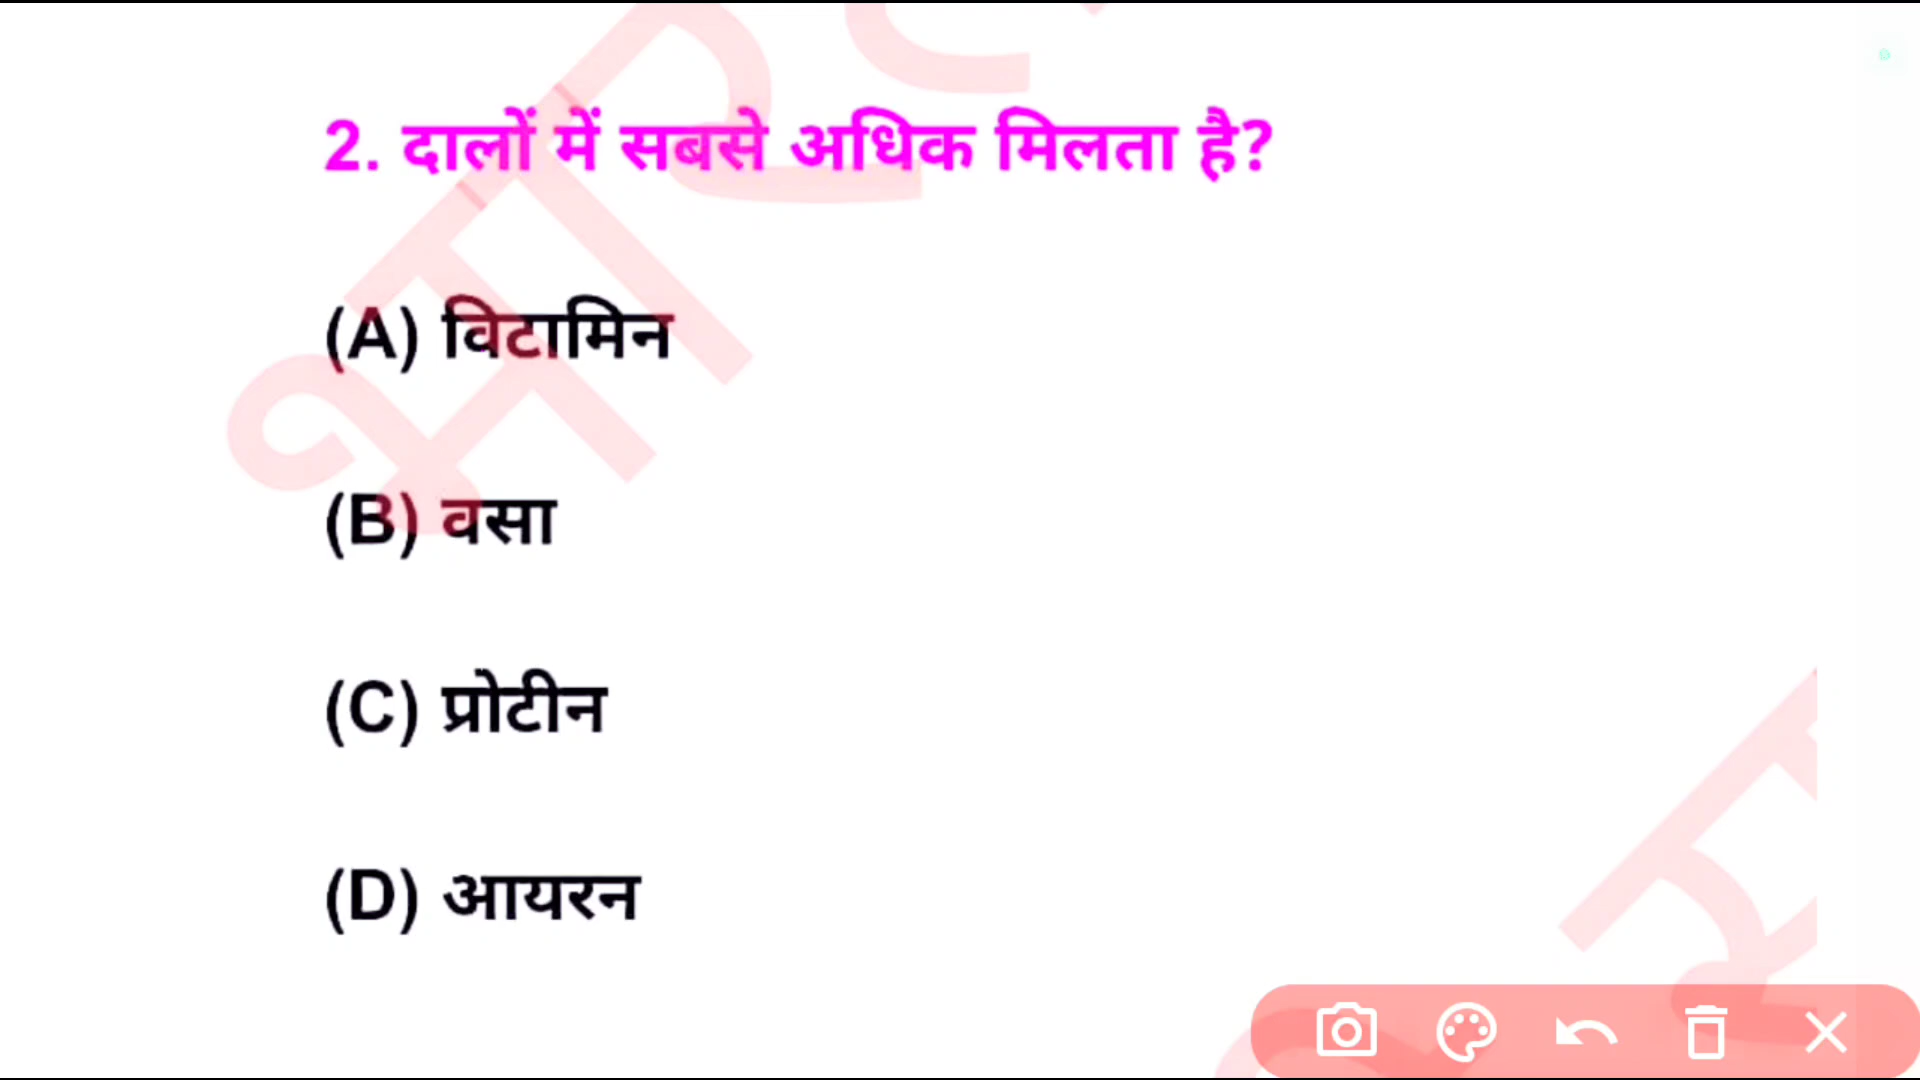 2. दालों में सबसे अधिक मिलता है?
(A) विटामिन
(B) वसा
(C) प्रोटीन
(D) आयरन